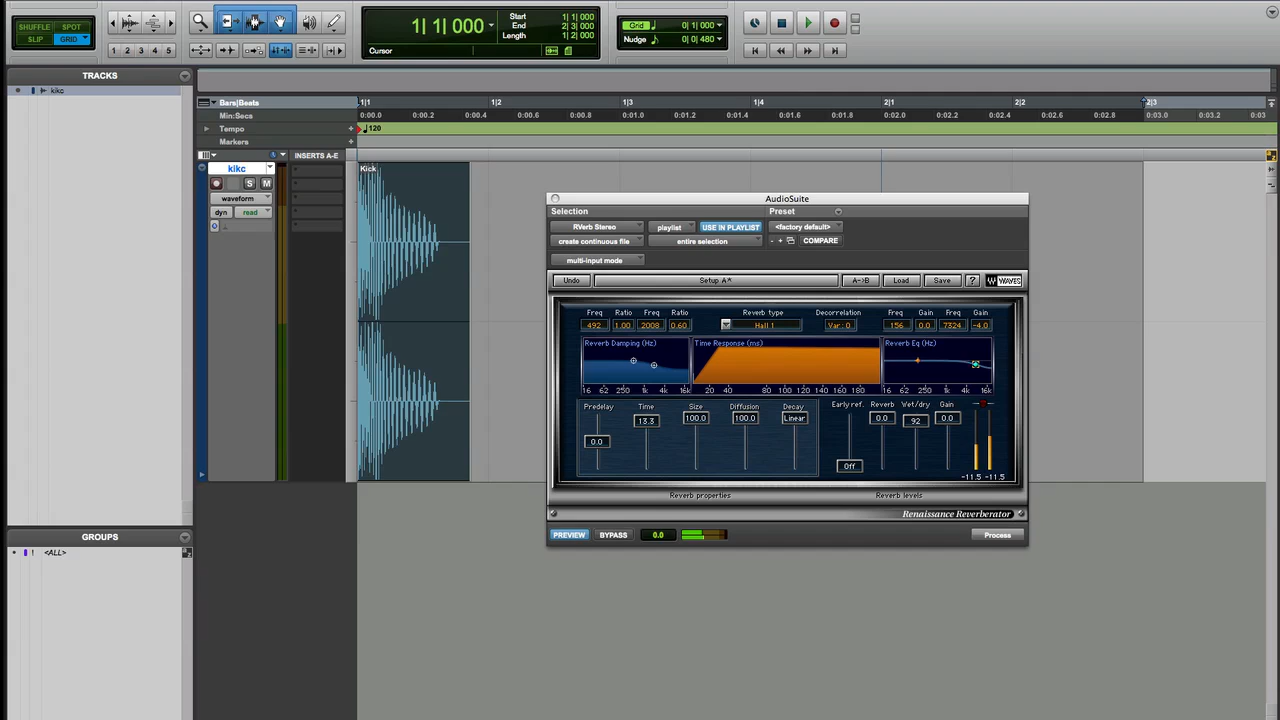 SHUFFLE SPOT
SLIP GRID
1 2 3 4 5
1| 1| 000
Cursor
Start 1| 1| 000
End 2| 3| 000
Length 1| 2| 000
Grid 0| 1| 000
Nudge 0| 0| 480
TRACKS
kikc
Bars|Beats 1|1 1|2 1|3 1|4 2|1 2|2 2|3
Min:Secs 0:00.0 0:00.2 0:00.4 0:00.6 0:00.8 0:01.0 0:01.2 0:01.4 0:01.6 0:01.8 0:02.0 0:02.2 0:02.4 0:02.6 0:02.8 0:03.0 0:03.2 0:03.4
Tempo 120
Markers
INSERTS A-E
kikc
S M
waveform
dyn read
Kick
GROUPS
! <ALL>
AudioSuite
Selection Preset
RVerb Stereo playlist USE IN PLAYLIST <factory default>
create continuous file entire selection - + COMPARE
multi-input mode
Undo Setup A* A->B Load Save ? WAVES
Freq Ratio Freq Ratio Reverb type Decorrelation Freq Gain Freq Gain
492 1.00 2008 0.60 Hall 1 Var: 0 156 0.0 7324 -4.0
Reverb Damping (Hz) Time Response (ms) Reverb Eq (Hz)
16 62 250 1k 4k 16k 20 40 80 100 120 140 160 180 16 62 250 1k 4k 16k
Predelay Time Size Diffusion Decay Early ref. Reverb Wet/dry Gain
0.0 13.3 100.0 100.0 Linear Off 0.0 92 0.0
-11.5 -11.5
Reverb properties Reverb levels
Renaissance Reverberator
PREVIEW BYPASS 0.0 Process